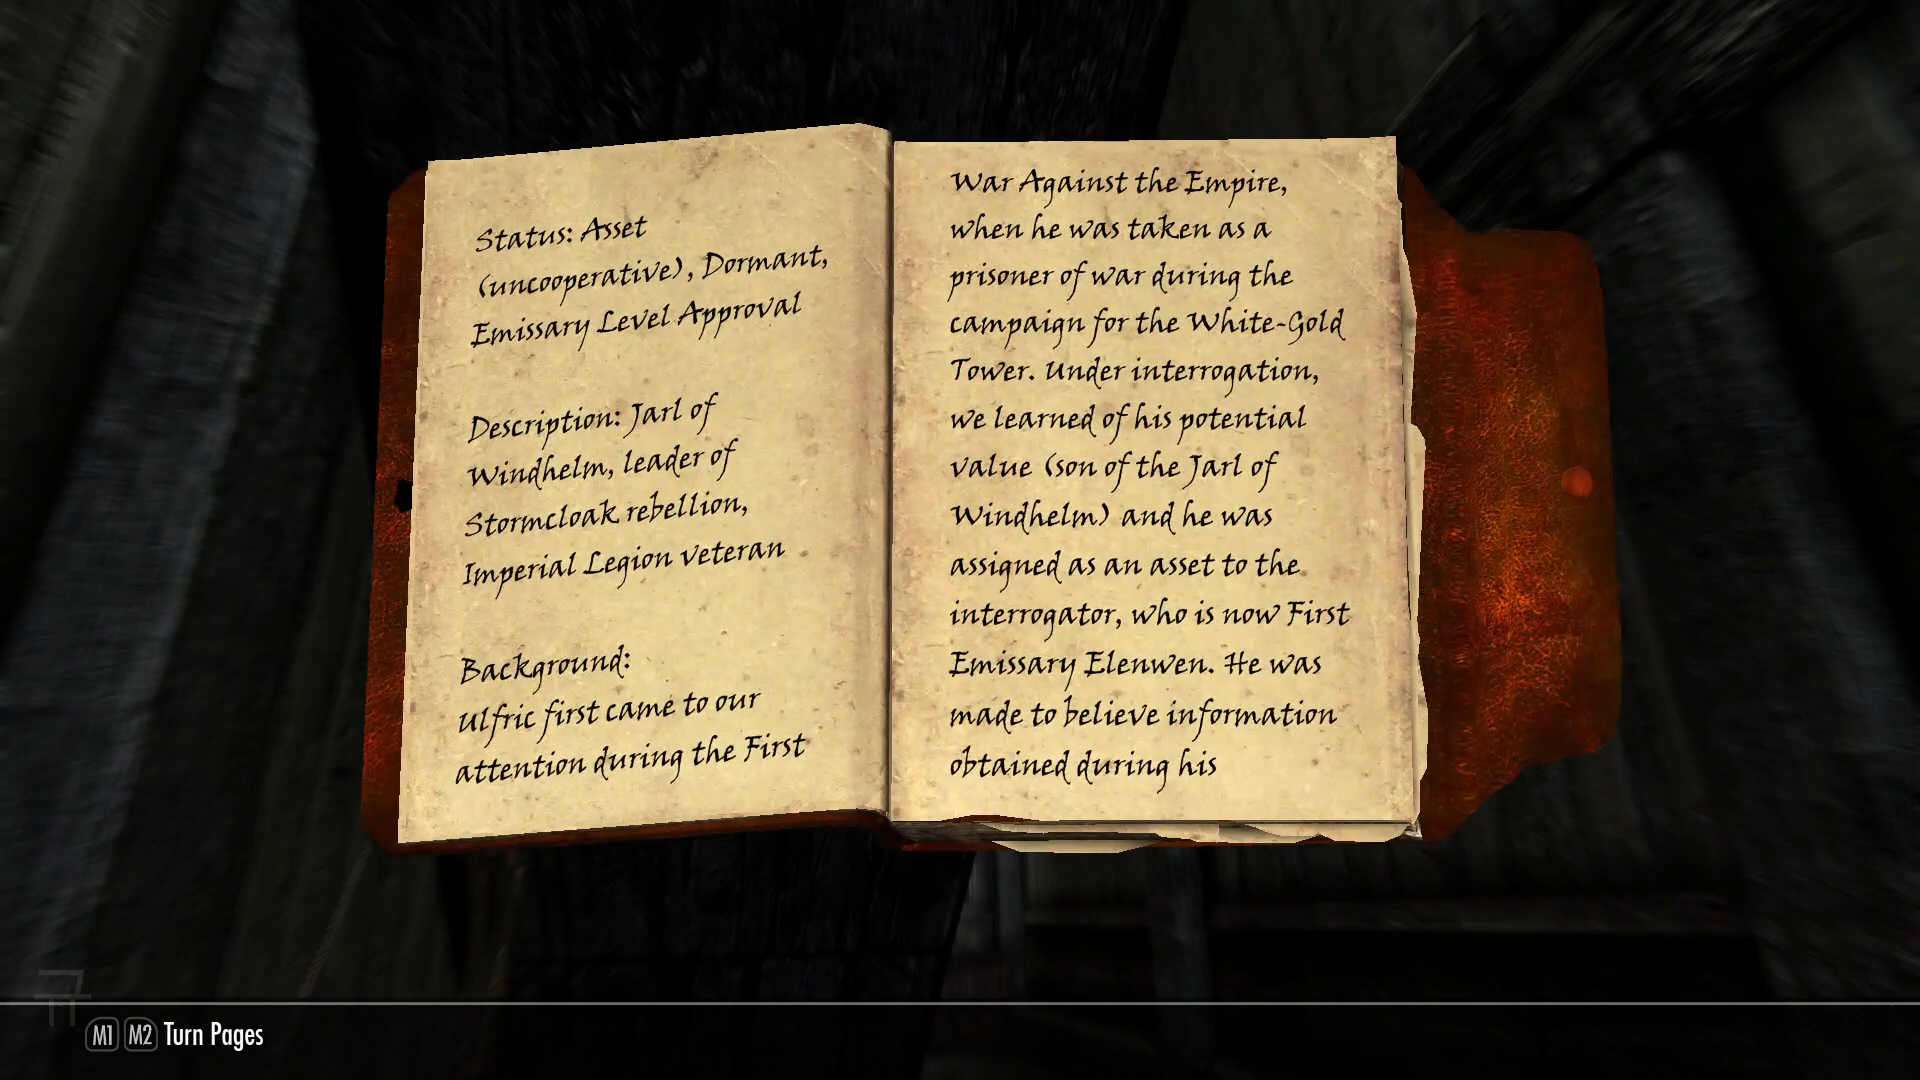 Status: Asset
(uncooperative), Dormant,
Emissary Level Approval
Description: Jarl of
Windhelm, leader of
Stormcloak rebellion,
Imperial Legion veteran
Background:
Ulfric first came to our
attention during the First
War Against the Empire,
when he was taken as a
prisoner of war during the
campaign for the White-Gold
Tower. Under interrogation,
we learned of his potential
value (son of the Jarl of
Windhelm) and he was
assigned as an asset to the
interrogator, who is now First
Emissary Elenwen. He was
made to believe information
obtained during his
M1 M2 Turn Pages